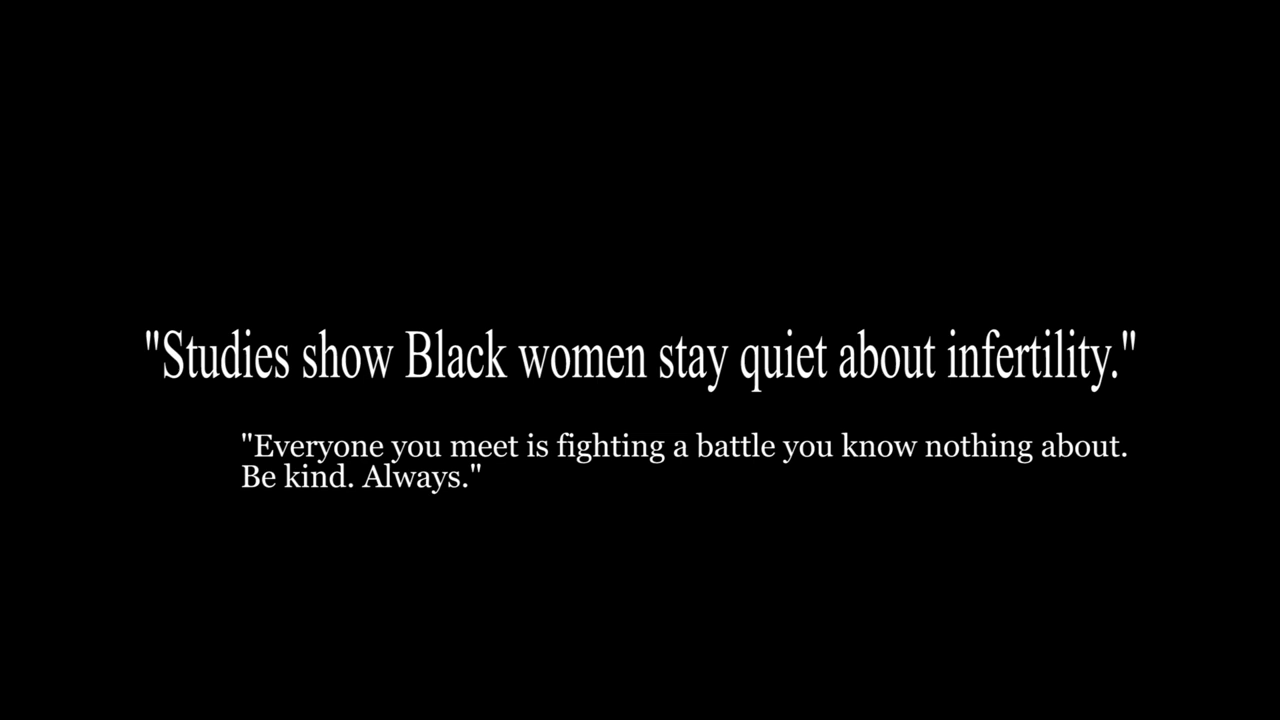 "Studies show Black women stay quiet about infertility."
"Everyone you meet is fighting a battle you know nothing about.
Be kind. Always."